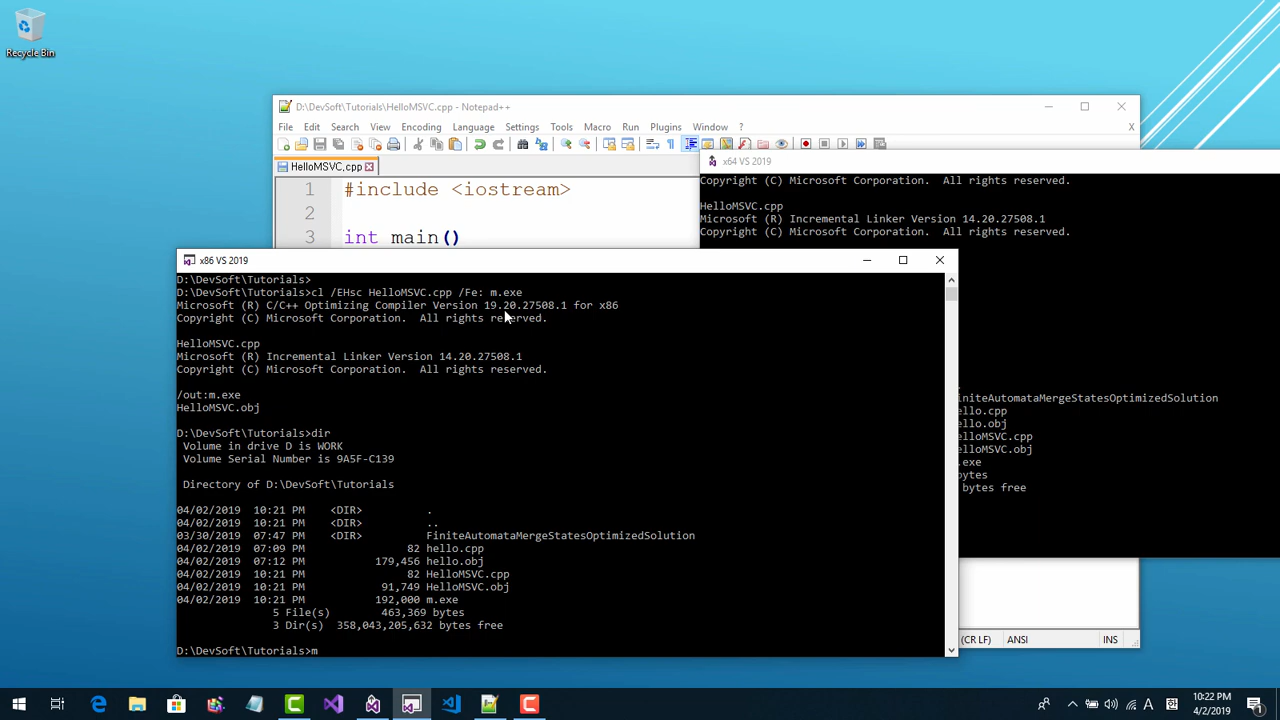 Recycle Bin
D:\DevSoft\Tutorials\HelloMSVC.cpp - Notepad++
File Edit Search View Encoding Language Settings Tools Macro Run Plugins Window ? X
HelloMSVC.cpp
1 #include <iostream>
2
3 int main()
x64 VS 2019
Copyright (C) Microsoft Corporation. All rights reserved.
HelloMSVC.cpp
Microsoft (R) Incremental Linker Version 14.20.27508.1
Copyright (C) Microsoft Corporation. All rights reserved.
initeAutomataMergeStatesOptimizedSolution
ello.cpp
ello.obj
elloMSVC.cpp
elloMSVC.obj
.exe
ytes
bytes free
x86 VS 2019
D:\DevSoft\Tutorials>
D:\DevSoft\Tutorials>cl /EHsc HelloMSVC.cpp /Fe: m.exe
Microsoft (R) C/C++ Optimizing Compiler Version 19.20.27508.1 for x86
Copyright (C) Microsoft Corporation. All rights reserved.
HelloMSVC.cpp
Microsoft (R) Incremental Linker Version 14.20.27508.1
Copyright (C) Microsoft Corporation. All rights reserved.
/out:m.exe
HelloMSVC.obj
D:\DevSoft\Tutorials>dir
Volume in drive D is WORK
Volume Serial Number is 9A5F-C139
Directory of D:\DevSoft\Tutorials
04/02/2019 10:21 PM <DIR> .
04/02/2019 10:21 PM <DIR> ..
03/30/2019 07:47 PM <DIR> FiniteAutomataMergeStatesOptimizedSolution
04/02/2019 07:09 PM 82 hello.cpp
04/02/2019 07:12 PM 179,456 hello.obj
04/02/2019 10:21 PM 82 HelloMSVC.cpp
04/02/2019 10:21 PM 91,749 HelloMSVC.obj
04/02/2019 10:21 PM 192,000 m.exe
5 File(s) 463,369 bytes
3 Dir(s) 358,043,205,632 bytes free
D:\DevSoft\Tutorials>m
(CR LF) ANSI INS
A
10:22 PM
4/2/2019
1